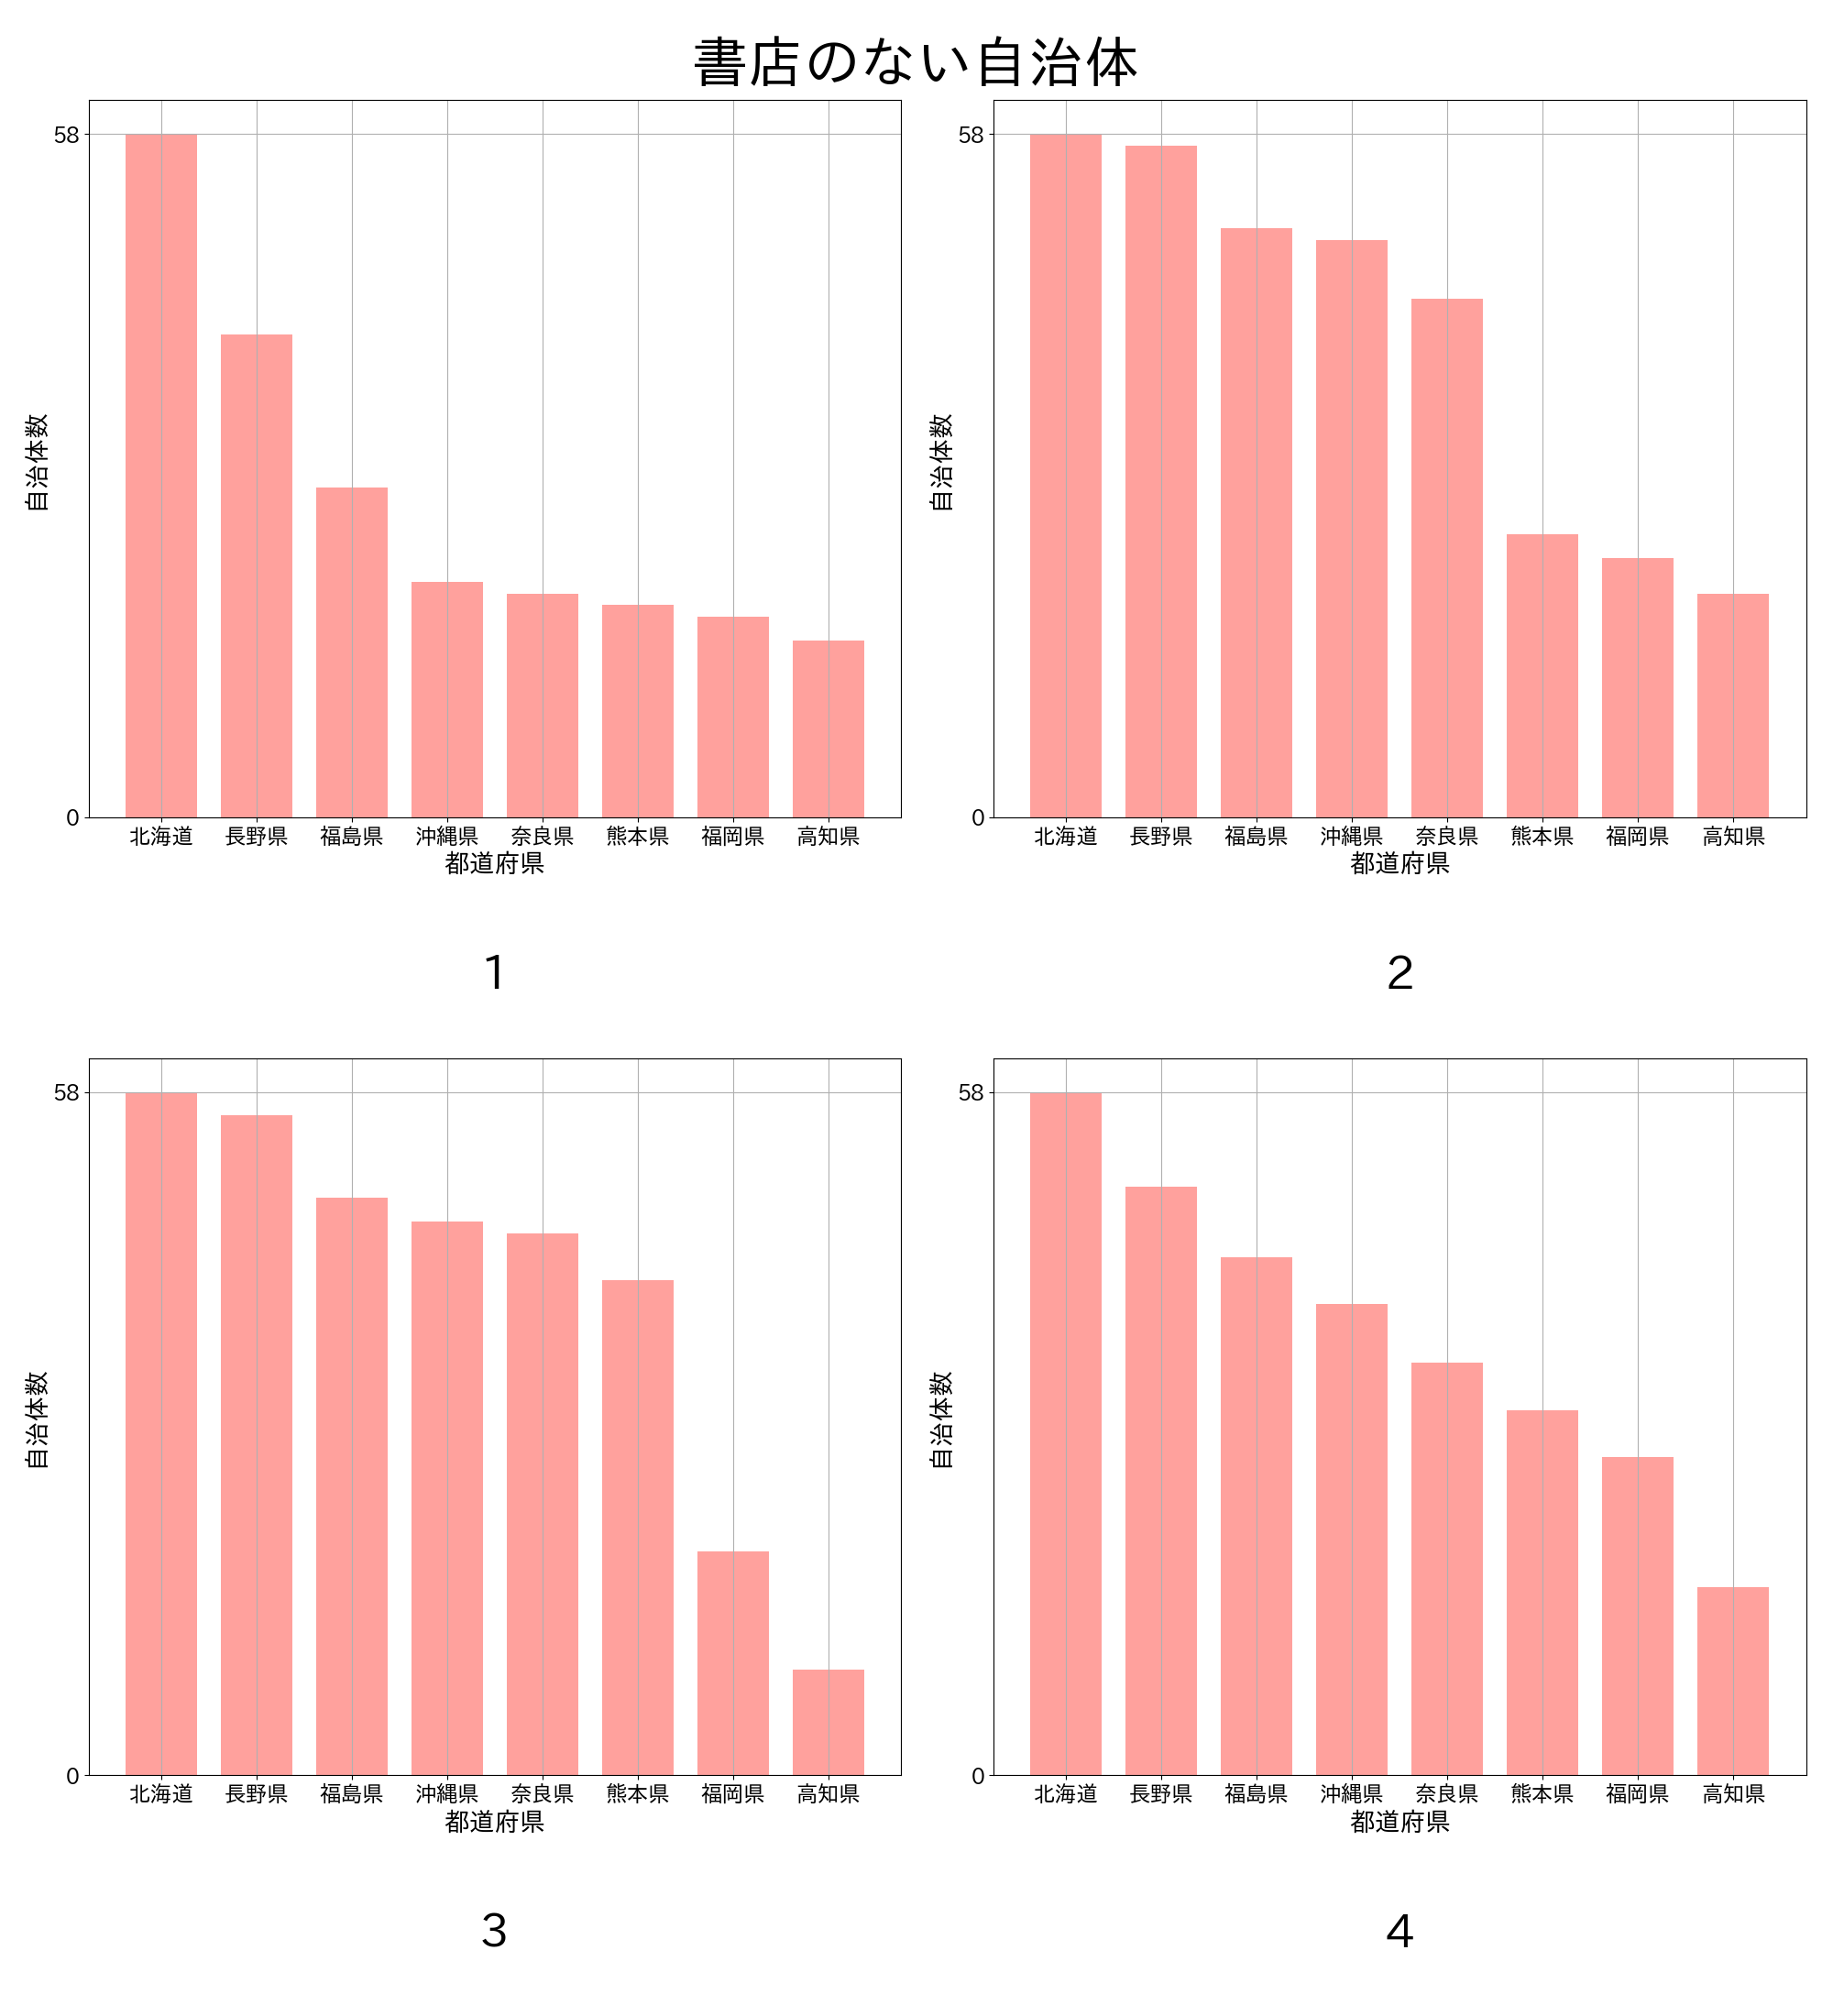 書店のない自治体
58
0
自治体数
北海道 長野県 福島県 沖縄県 奈良県 熊本県 福岡県 高知県
都道府県
1
58
0
自治体数
北海道 長野県 福島県 沖縄県 奈良県 熊本県 福岡県 高知県
都道府県
2
58
0
自治体数
北海道 長野県 福島県 沖縄県 奈良県 熊本県 福岡県 高知県
都道府県
3
58
0
自治体数
北海道 長野県 福島県 沖縄県 奈良県 熊本県 福岡県 高知県
都道府県
4